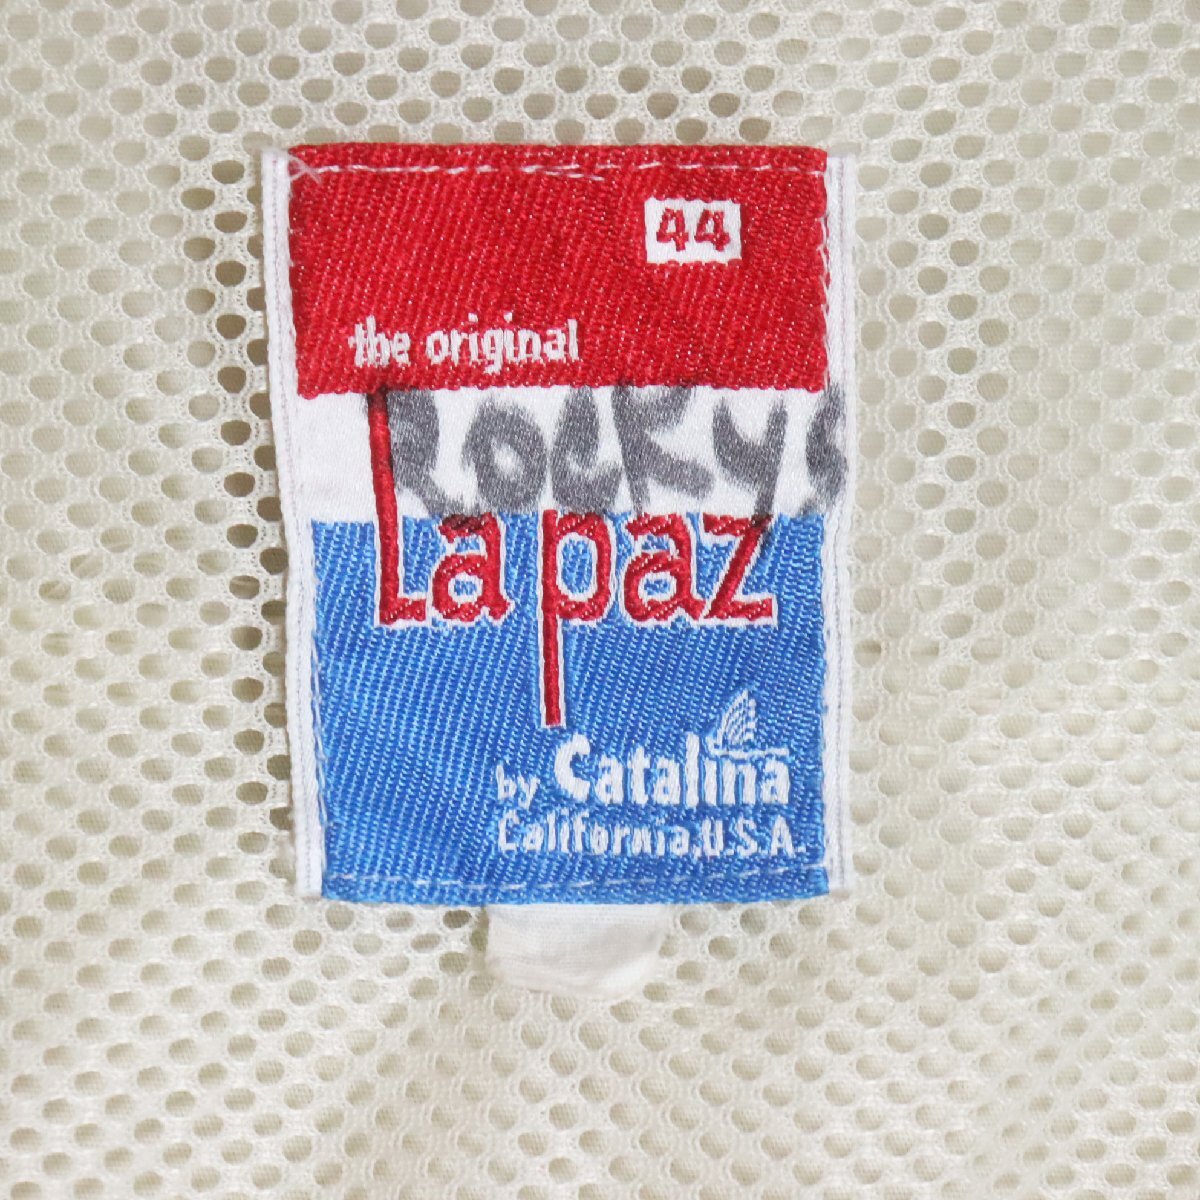 44
the original
ROCKYS
La paz
by Catalina
California, U.S.A.